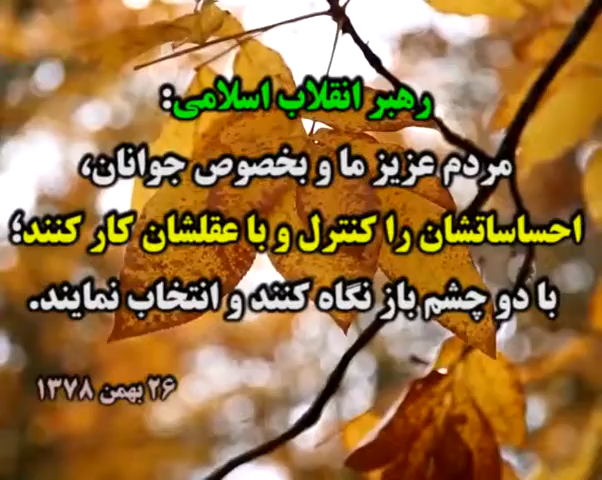 رهبر انقلاب اسلامی:
مردم عزیز ما و بخصوص جوانان،
احساساتشان را کنترل و با عقلشان کار کنند؛
با دو چشم باز نگاه کنند و انتخاب نمایند.
۲۶ بهمن ۱۳۷۸